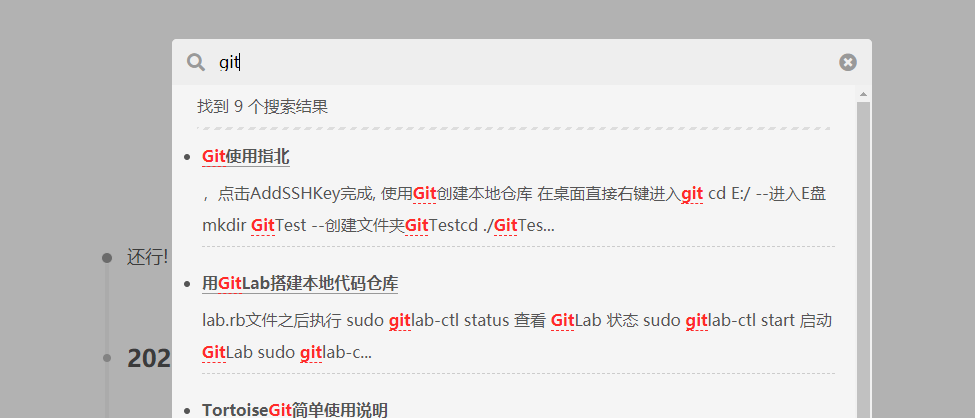 git
找到 9 个搜索结果
Git使用指北
，点击AddSSHKey完成, 使用Git创建本地仓库 在桌面直接右键进入git cd E:/ --进入E盘
mkdir GitTest --创建文件夹GitTestcd ./GitTes...
还行!
用GitLab搭建本地代码仓库
lab.rb文件之后执行 sudo gitlab-ctl status 查看 GitLab 状态 sudo gitlab-ctl start 启动
GitLab sudo gitlab-c...
202
TortoiseGit简单使用说明